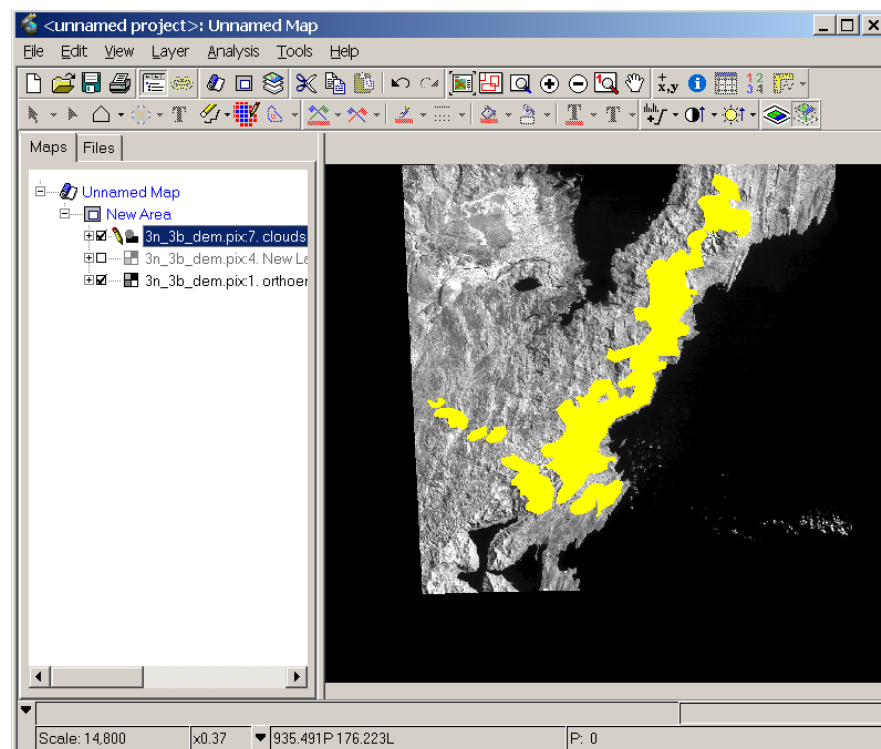 <unnamed project>: Unnamed Map
File Edit View Layer Analysis Tools Help
x,y 1 2 3 4
Maps Files
Unnamed Map
New Area
3n_3b_dem.pix:7. clouds
3n_3b_dem.pix:4. New La
3n_3b_dem.pix:1. orthoer
Scale: 14,800 x0.37 935.491P 176.223L P: 0